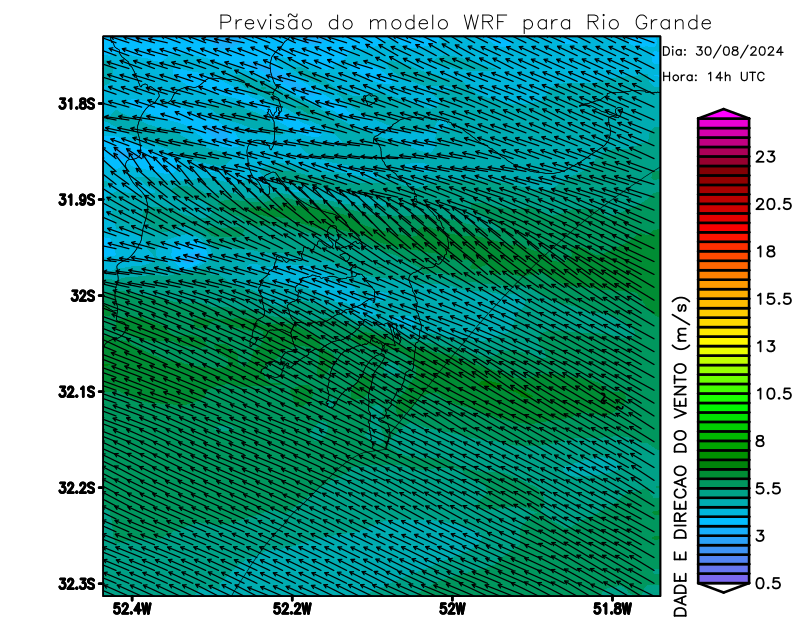 Previsão do modelo WRF para Rio Grande
Dia: 30/08/2024
Hora: 14h UTC
31.8S
31.9S
32S
32.1S
32.2S
32.3S
52.4W
52.2W
52W
51.8W
DADE E DIRECAO DO VENTO (m/s)
23
20.5
18
15.5
13
10.5
8
5.5
3
0.5